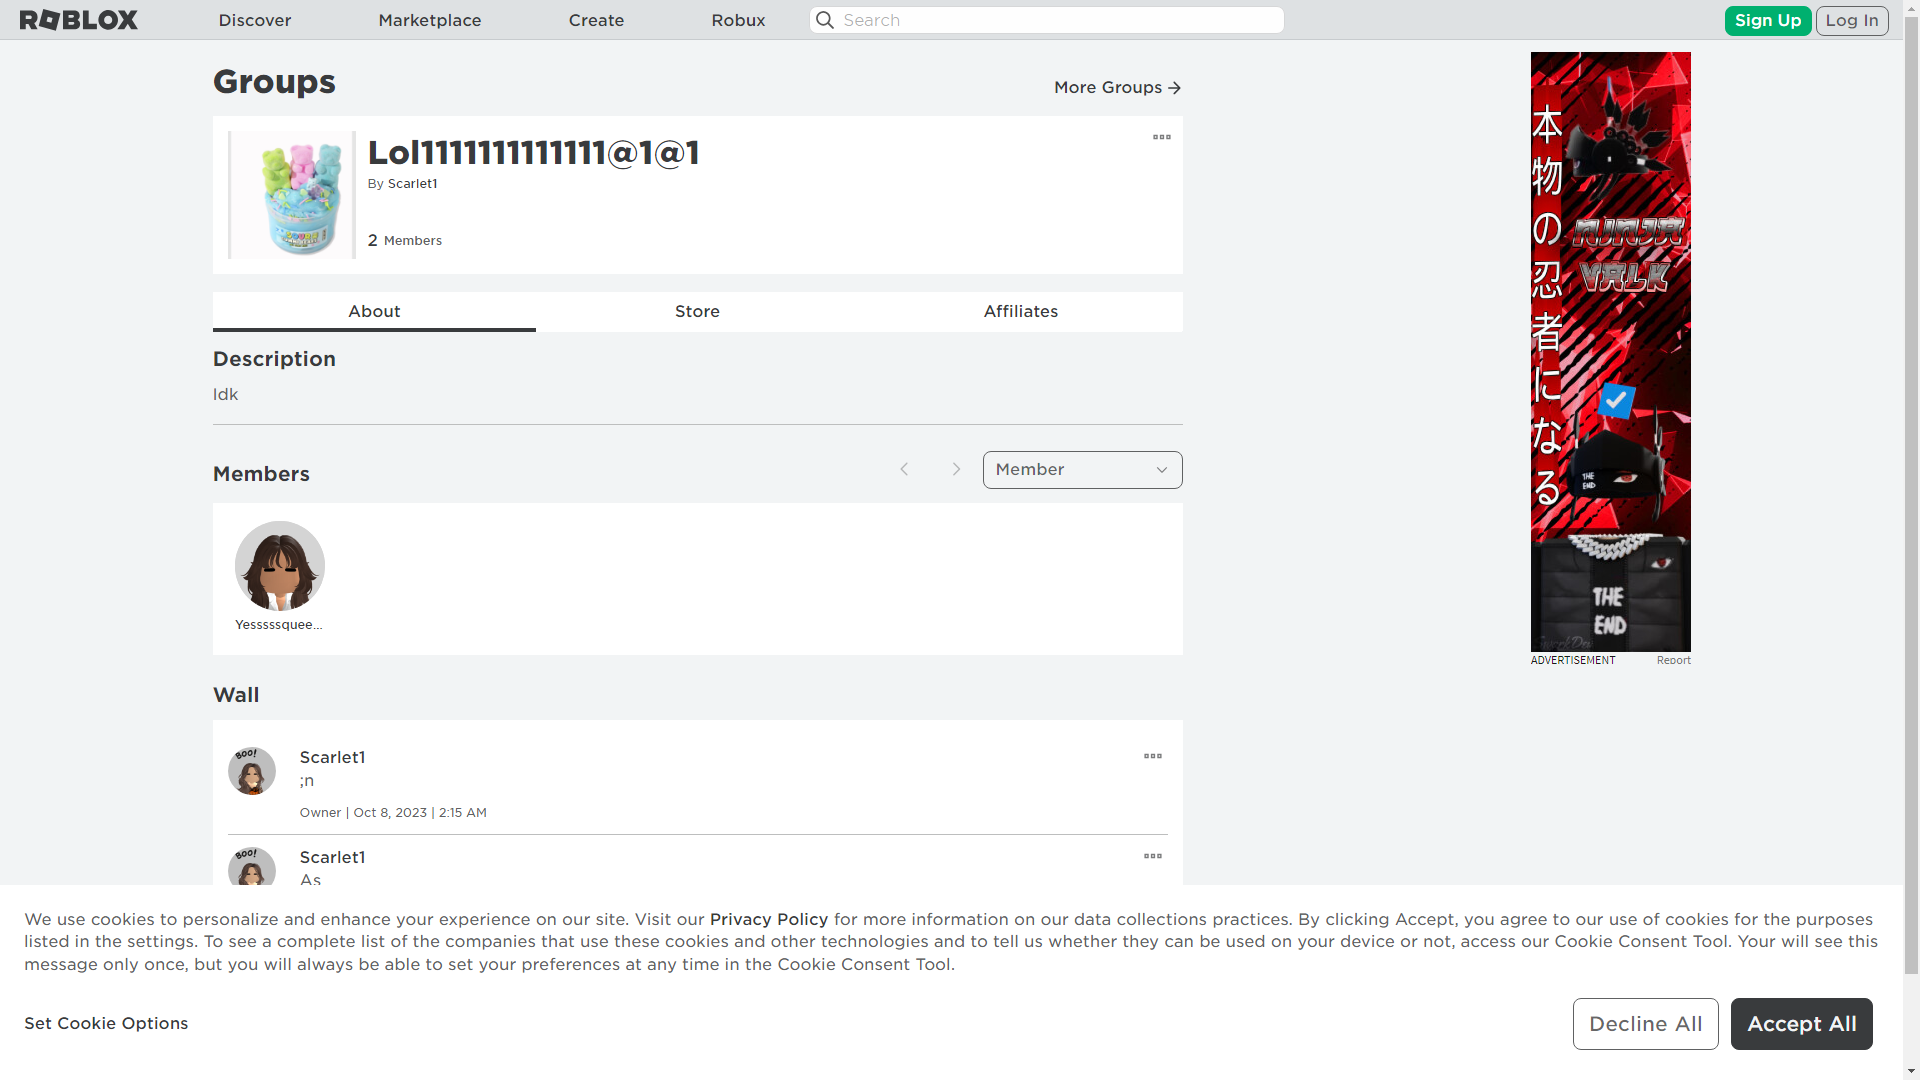 ROBLOX Discover Marketplace Create Robux Search Sign Up Log In
Groups
More Groups
Lol1111111111111@1@1
By Scarlet1
2 Members
About Store Affiliates
Description
Idk
Members
Member
Yesssssquee...
Wall
Scarlet1
;n
Owner | Oct 8, 2023 | 2:15 AM
Scarlet1
As
BOO!
BOO!
本物の忍者になる
NINJA
VALK
THE
END
THE
END
ADVERTISEMENT Report
We use cookies to personalize and enhance your experience on our site. Visit our Privacy Policy for more information on our data collections practices. By clicking Accept, you agree to our use of cookies for the purposes
listed in the settings. To see a complete list of the companies that use these cookies and other technologies and to tell us whether they can be used on your device or not, access our Cookie Consent Tool. Your will see this
message only once, but you will always be able to set your preferences at any time in the Cookie Consent Tool.
Set Cookie Options
Decline All
Accept All